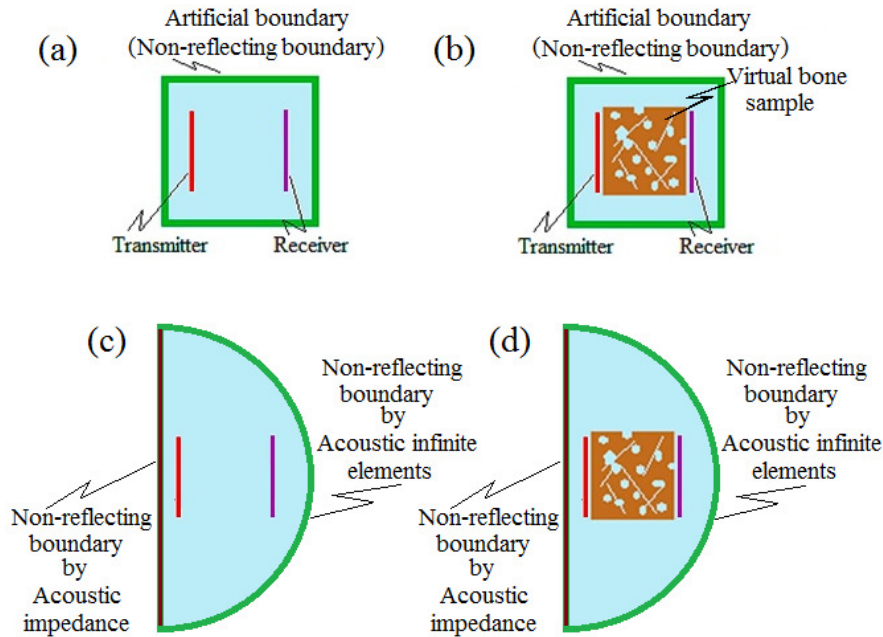 (a)
Artificial boundary
(Non-reflecting boundary)
Transmitter
Receiver
(b)
Artificial boundary
(Non-reflecting boundary)
Virtual bone
sample
Transmitter
Receiver
(c)
Non-reflecting
boundary
by
Acoustic infinite
elements
Non-reflecting
boundary
by
Acoustic
impedance
(d)
Non-reflecting
boundary
by
Acoustic infinite
elements
Non-reflecting
boundary
by
Acoustic
impedance